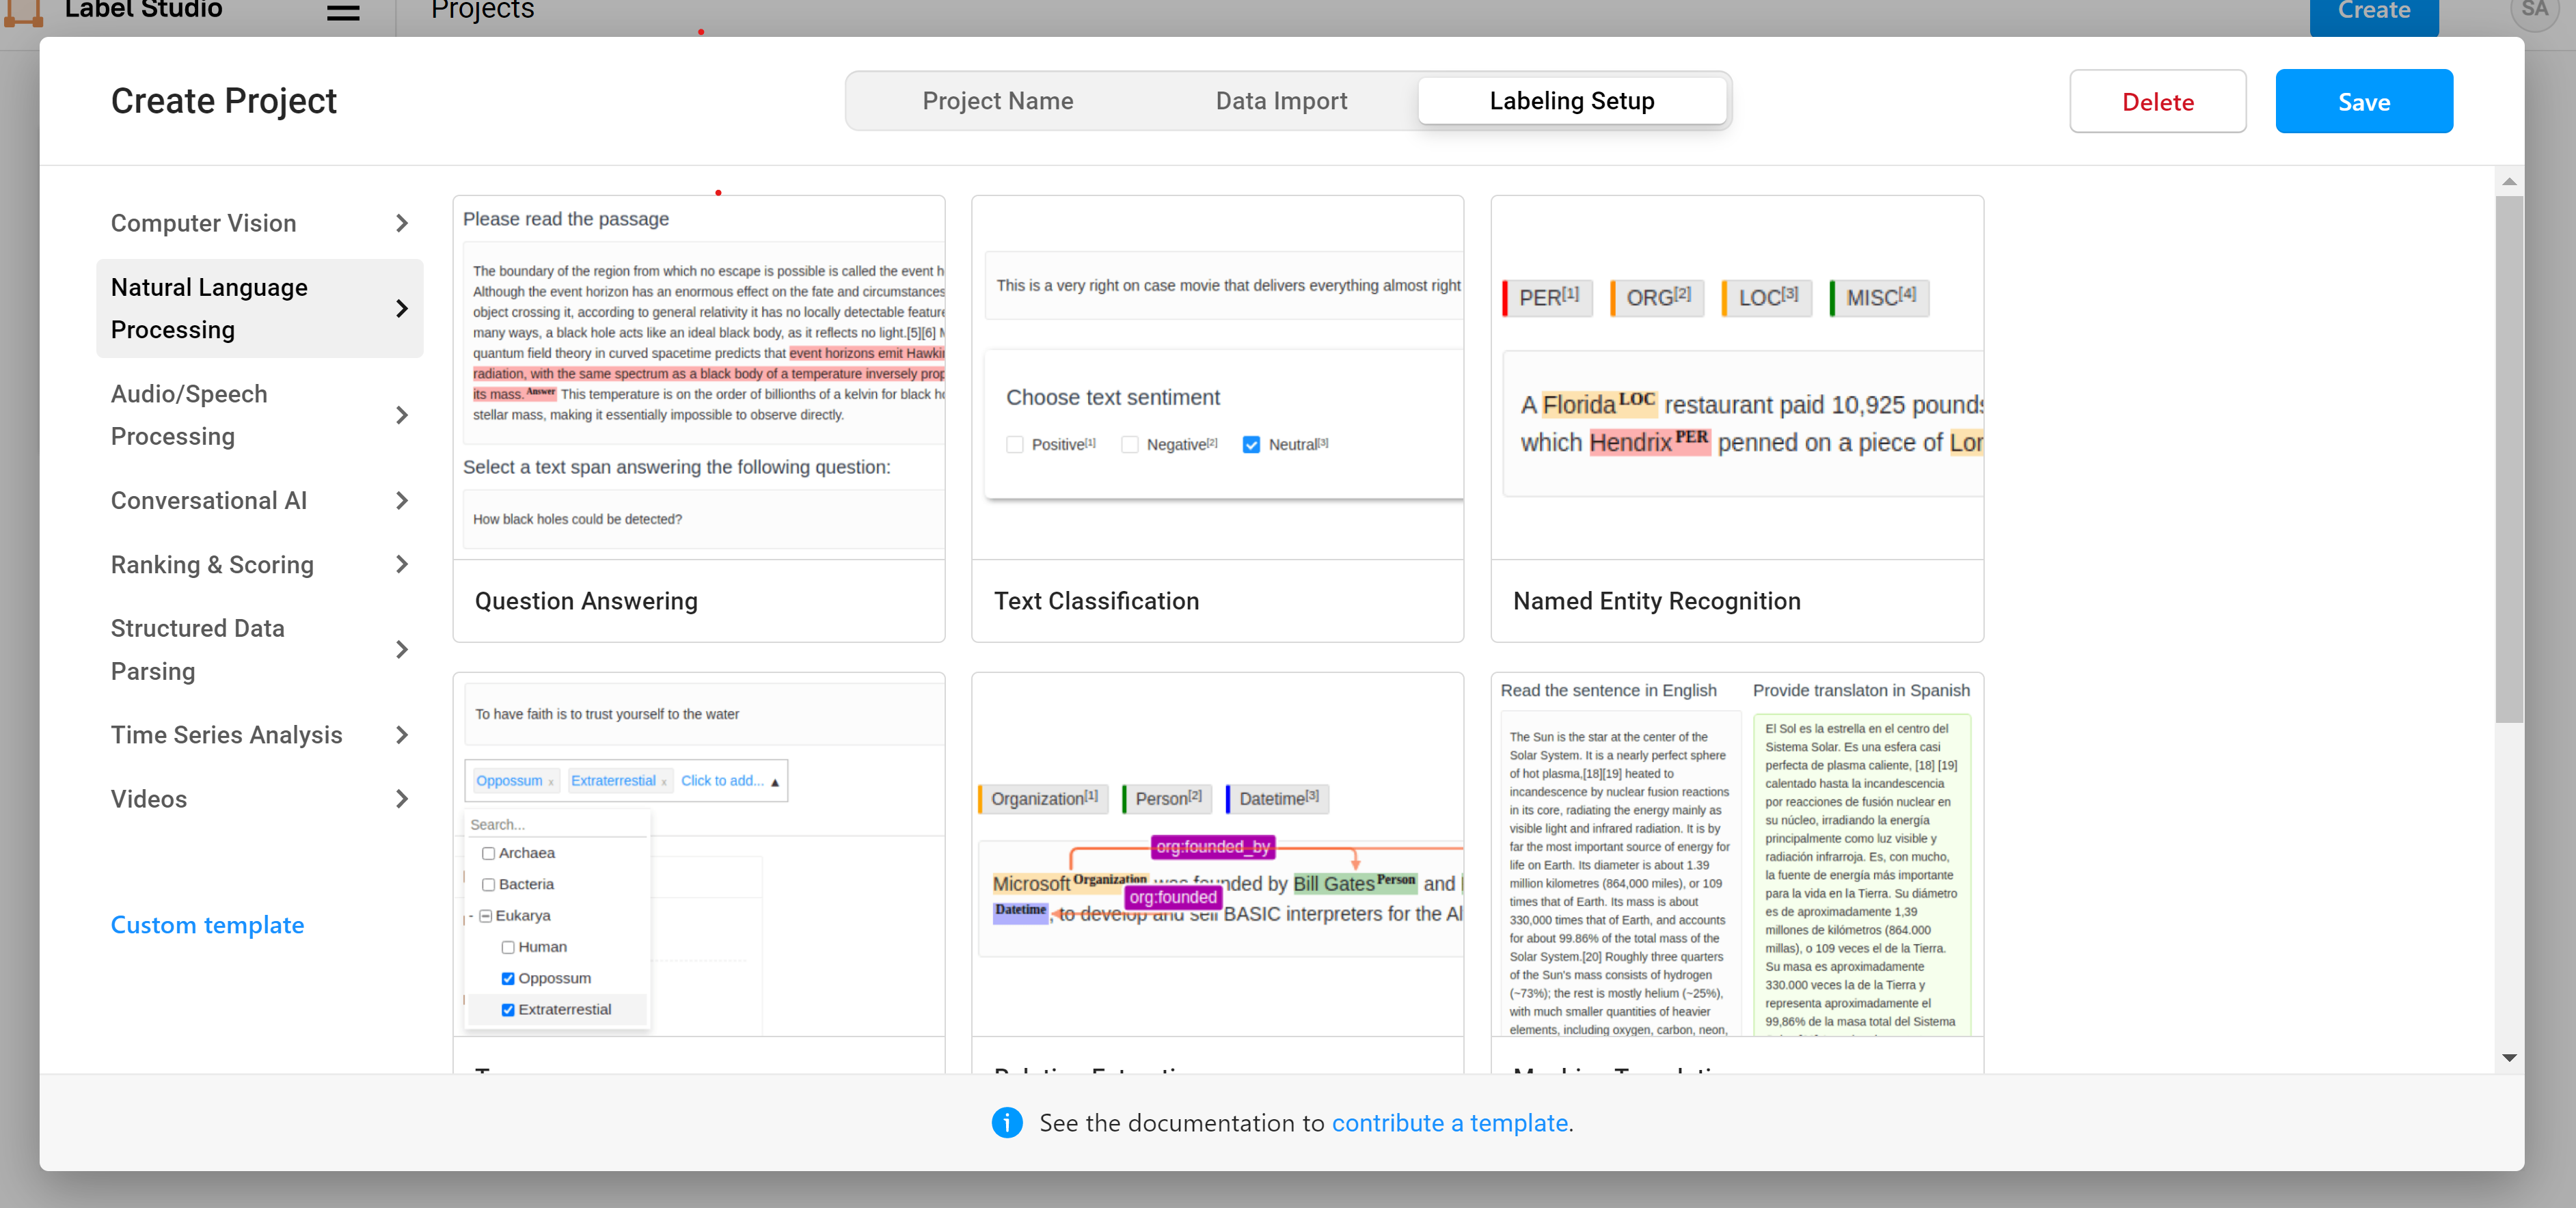 Label Studio
Projects
Create
SA
Create Project
Project Name
Data Import
Labeling Setup
Delete
Save
Computer Vision
Natural Language
Processing
Audio/Speech
Processing
Conversational AI
Ranking & Scoring
Structured Data
Parsing
Time Series Analysis
Videos
Custom template
Please read the passage
The boundary of the region from which no escape is possible is called the event h
Although the event horizon has an enormous effect on the fate and circumstances
object crossing it, according to general relativity it has no locally detectable feature
many ways, a black hole acts like an ideal black body, as it reflects no light.[5][6] M
quantum field theory in curved spacetime predicts that event horizons emit Hawki
radiation, with the same spectrum as a black body of a temperature inversely prop
its mass. Answer This temperature is on the order of billionths of a kelvin for black ho
stellar mass, making it essentially impossible to observe directly.
Select a text span answering the following question:
How black holes could be detected?
Question Answering
This is a very right on case movie that delivers everything almost right
Choose text sentiment
Positive[1]
Negative[2]
Neutral[3]
Text Classification
PER[1]
ORG[2]
LOC[3]
MISC[4]
A Florida LOC restaurant paid 10,925 pounds
which Hendrix PER penned on a piece of Lor
Named Entity Recognition
To have faith is to trust yourself to the water
Oppossum x
Extraterrestial x
Click to add...
Search...
Archaea
Bacteria
Eukarya
Human
Oppossum
Extraterrestial
Organization[1]
Person[2]
Datetime[3]
org:founded_by
Microsoft Organization was founded by Bill Gates Person and
org:founded
Datetime , to develop and sell BASIC interpreters for the Al
Read the sentence in English
The Sun is the star at the center of the
Solar System. It is a nearly perfect sphere
of hot plasma,[18][19] heated to
incandescence by nuclear fusion reactions
in its core, radiating the energy mainly as
visible light and infrared radiation. It is by
far the most important source of energy for
life on Earth. Its diameter is about 1.39
million kilometres (864,000 miles), or 109
times that of Earth. Its mass is about
330,000 times that of Earth, and accounts
for about 99.86% of the total mass of the
Solar System.[20] Roughly three quarters
of the Sun's mass consists of hydrogen
(~73%); the rest is mostly helium (~25%),
with much smaller quantities of heavier
elements, including oxygen, carbon, neon,
Provide translaton in Spanish
El Sol es la estrella en el centro del
Sistema Solar. Es una esfera casi
perfecta de plasma caliente, [18] [19]
calentado hasta la incandescencia
por reacciones de fusión nuclear en
su núcleo, irradiando la energía
principalmente como luz visible y
radiación infrarroja. Es, con mucho,
la fuente de energía más importante
para la vida en la Tierra. Su diámetro
es de aproximadamente 1,39
millones de kilómetros (864.000
millas), o 109 veces el de la Tierra.
Su masa es aproximadamente
330.000 veces la de la Tierra y
representa aproximadamente el
99,86% de la masa total del Sistema
See the documentation to contribute a template.